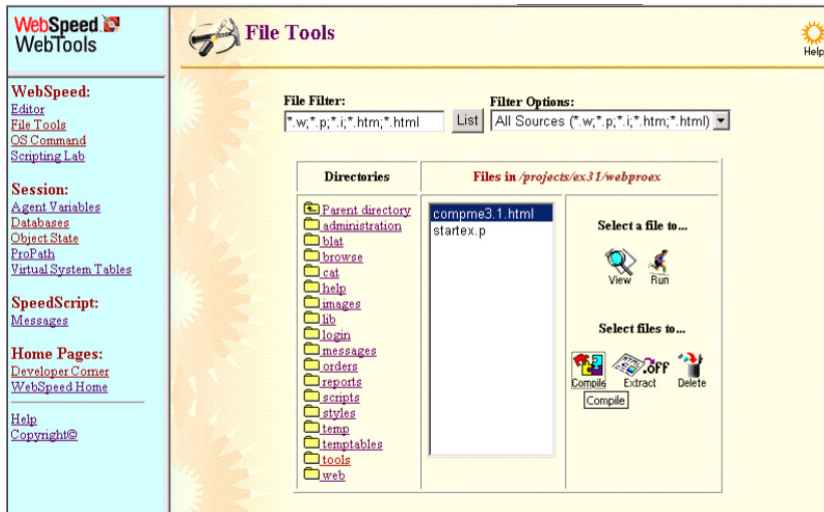 WebSpeed
WebTools
File Tools
Help
WebSpeed:
Editor
File Tools
OS Command
Scripting Lab
Session:
Agent Variables
Databases
Object State
ProPath
Virtual System Tables
SpeedScript:
Messages
Home Pages:
Developer Corner
WebSpeed Home
Help
Copyright©
File Filter:
Filter Options:
*.w;*.p;*.i;*.htm;*.html
List
All Sources (*.w;*.p;*.i;*.htm;*.html)
Directories
Files in /projects/ex31/webproex
Parent directory
administration
blat
browse
cat
help
images
lib
login
messages
orders
reports
scripts
styles
temp
temptables
tools
web
compme3.1.html
startex.p
Select a file to...
View Run
Select files to...
.off
Compile Extract Delete
Compile